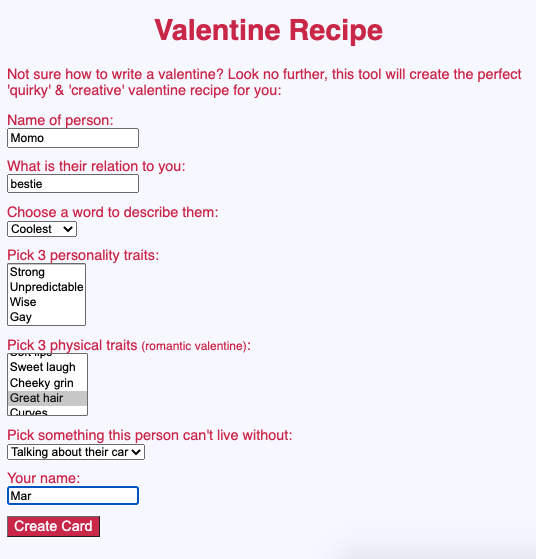 Valentine Recipe
Not sure how to write a valentine? Look no further, this tool will create the perfect
'quirky' & 'creative' valentine recipe for you:
Name of person:
Momo
What is their relation to you:
bestie
Choose a word to describe them:
Coolest
Pick 3 personality traits:
Strong
Unpredictable
Wise
Gay
Pick 3 physical traits (romantic valentine):
Sweet laugh
Cheeky grin
Great hair
Curves
Pick something this person can't live without:
Talking about their car
Your name:
Mar
Create Card